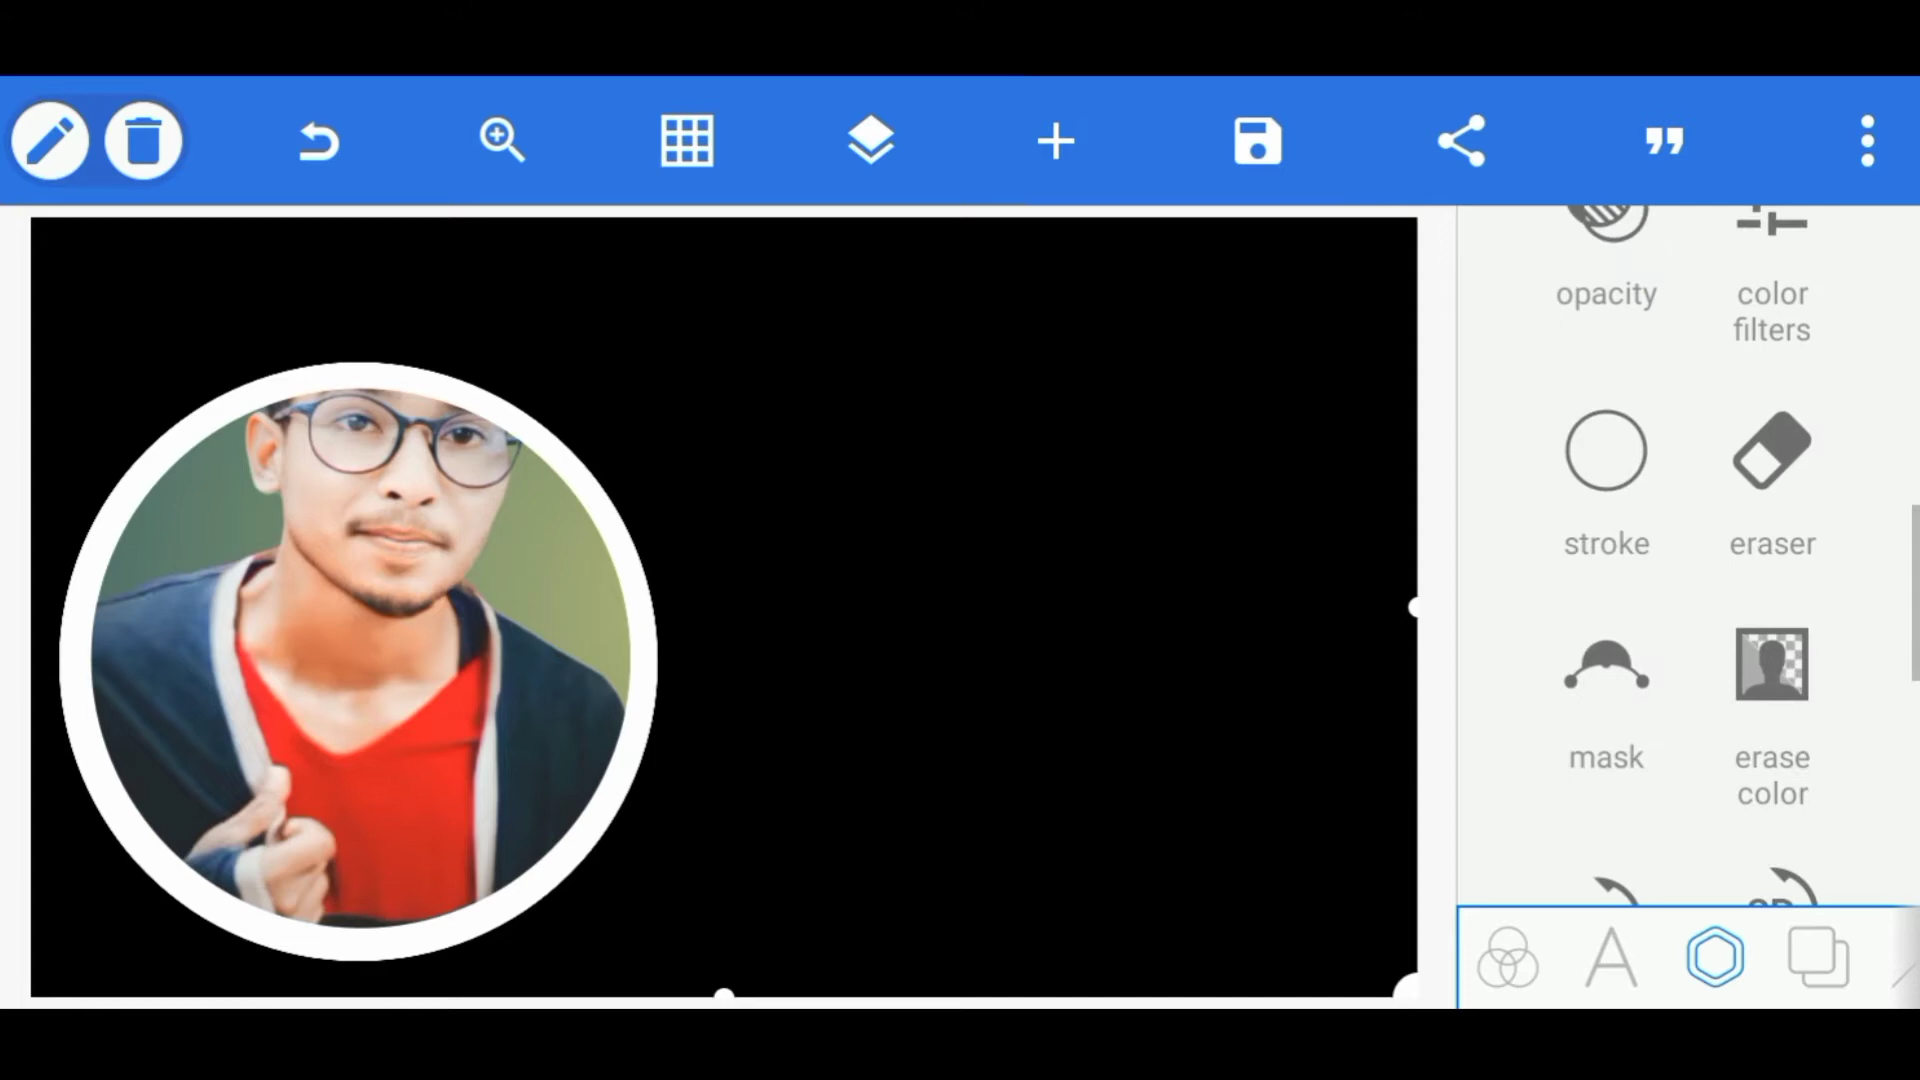 opacity
color
filters
stroke
eraser
mask
erase
color
A